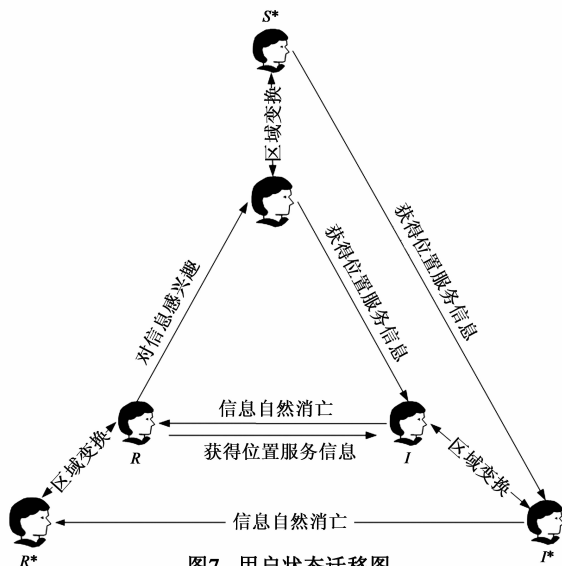 S*
区域变换
获得位置服务信息
获得位置服务信息
对信息感兴趣
信息自然消亡
R
获得位置服务信息
I
区域变换
区域变换
信息自然消亡
R*
I*
图7 用户状态迁移图